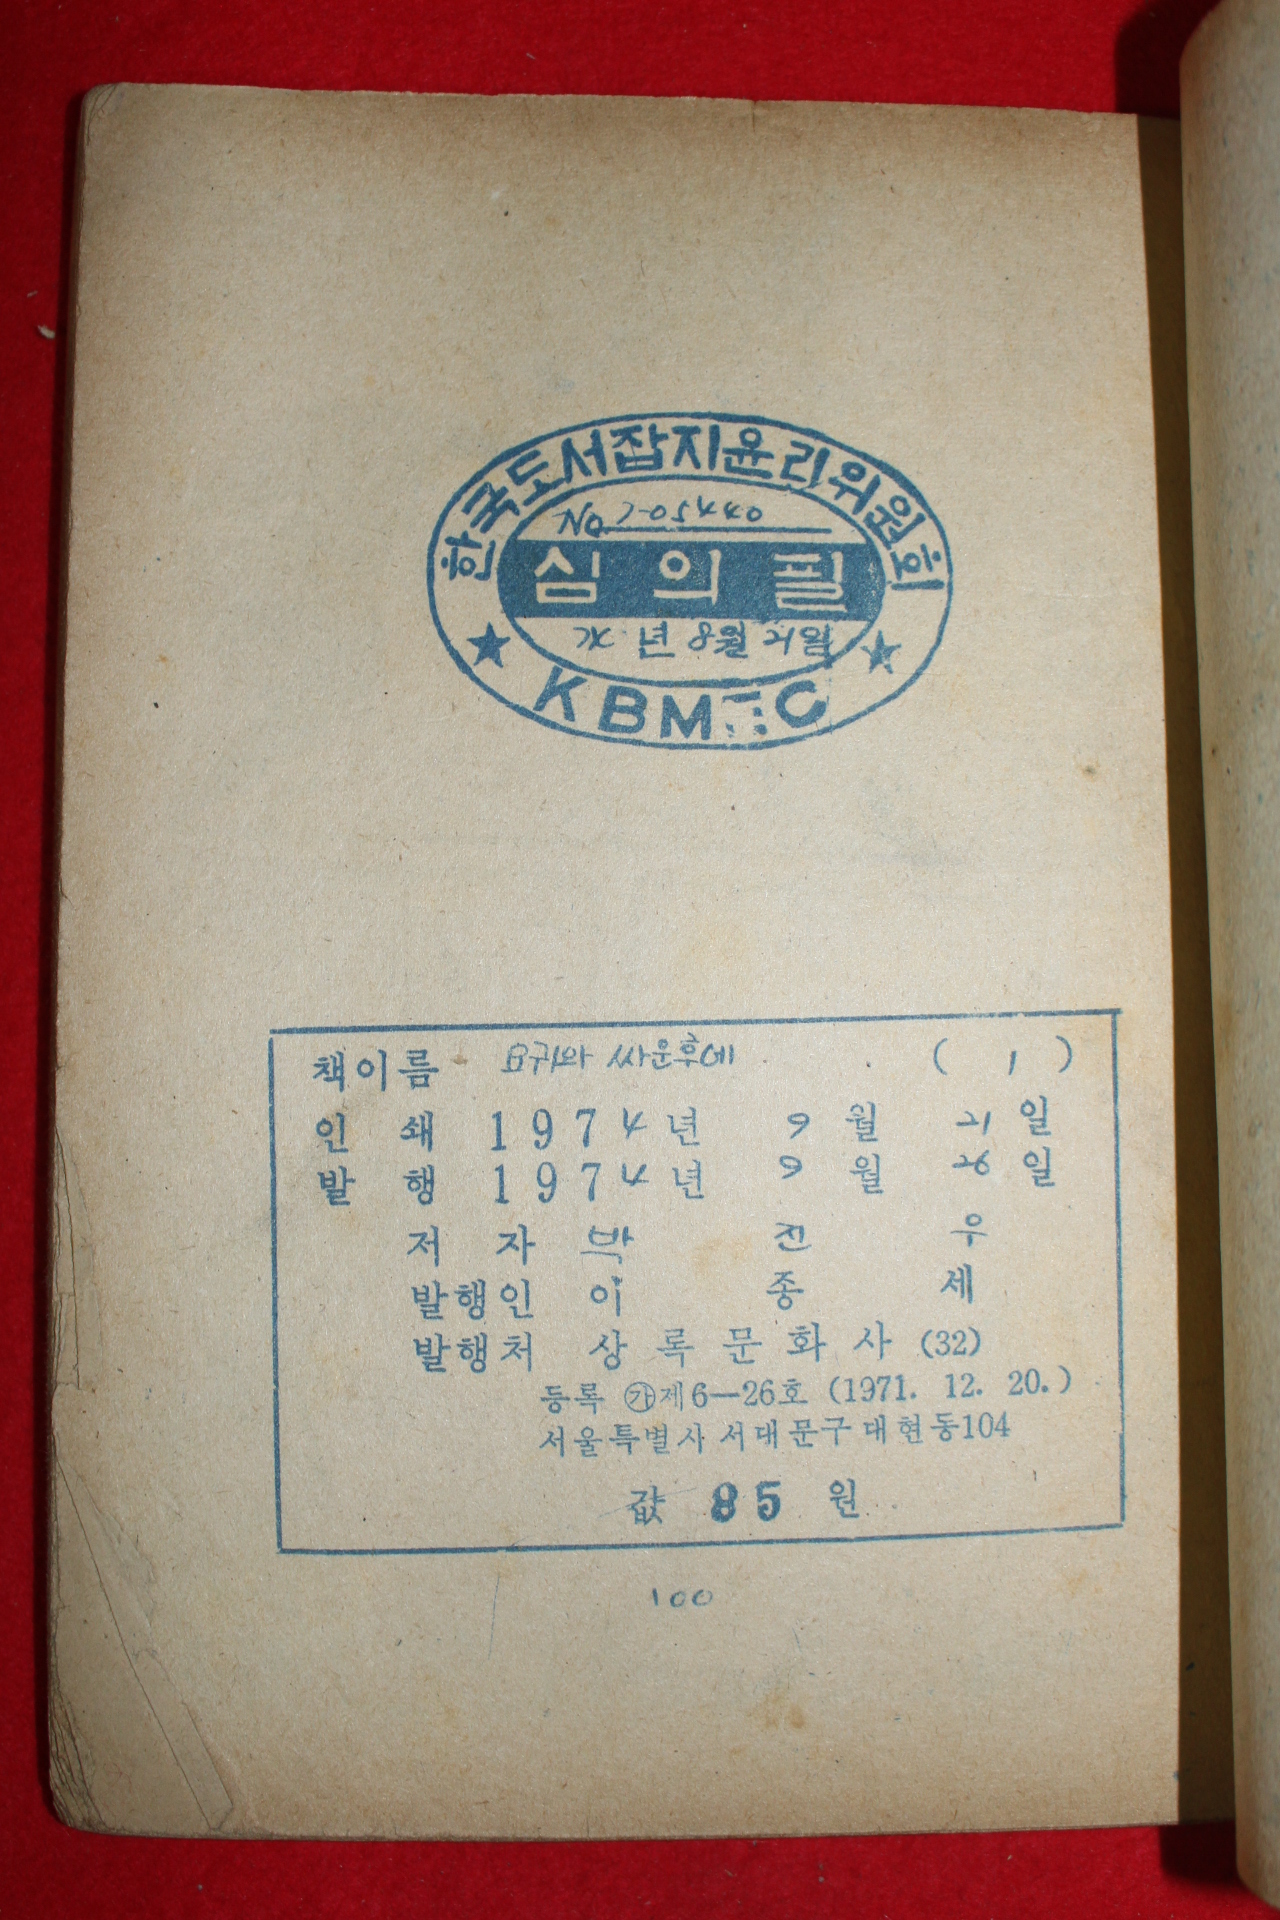 한국도서잡지윤리위원회
심의필
년 8월 21일
KBM C
책이름 요귀와 싸운후에 ( 1 )
인 쇄 1974년 9월 21일
발 행 1974년 9월 26일
저 자 박 진 우
발행인 이 종 세
발행처 상록문화사 (32)
등록 ㉮제6—26호 (1971. 12. 20.)
서울특별사 서대문구 대현동104
값 85 원
100